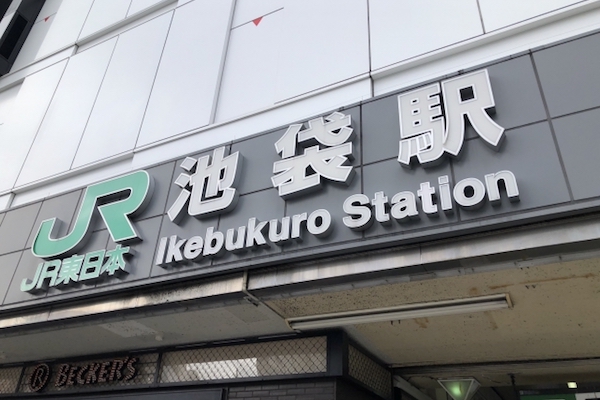 JR 池袋駅
JR東日本 Ikebukuro Station
R BECKER'S